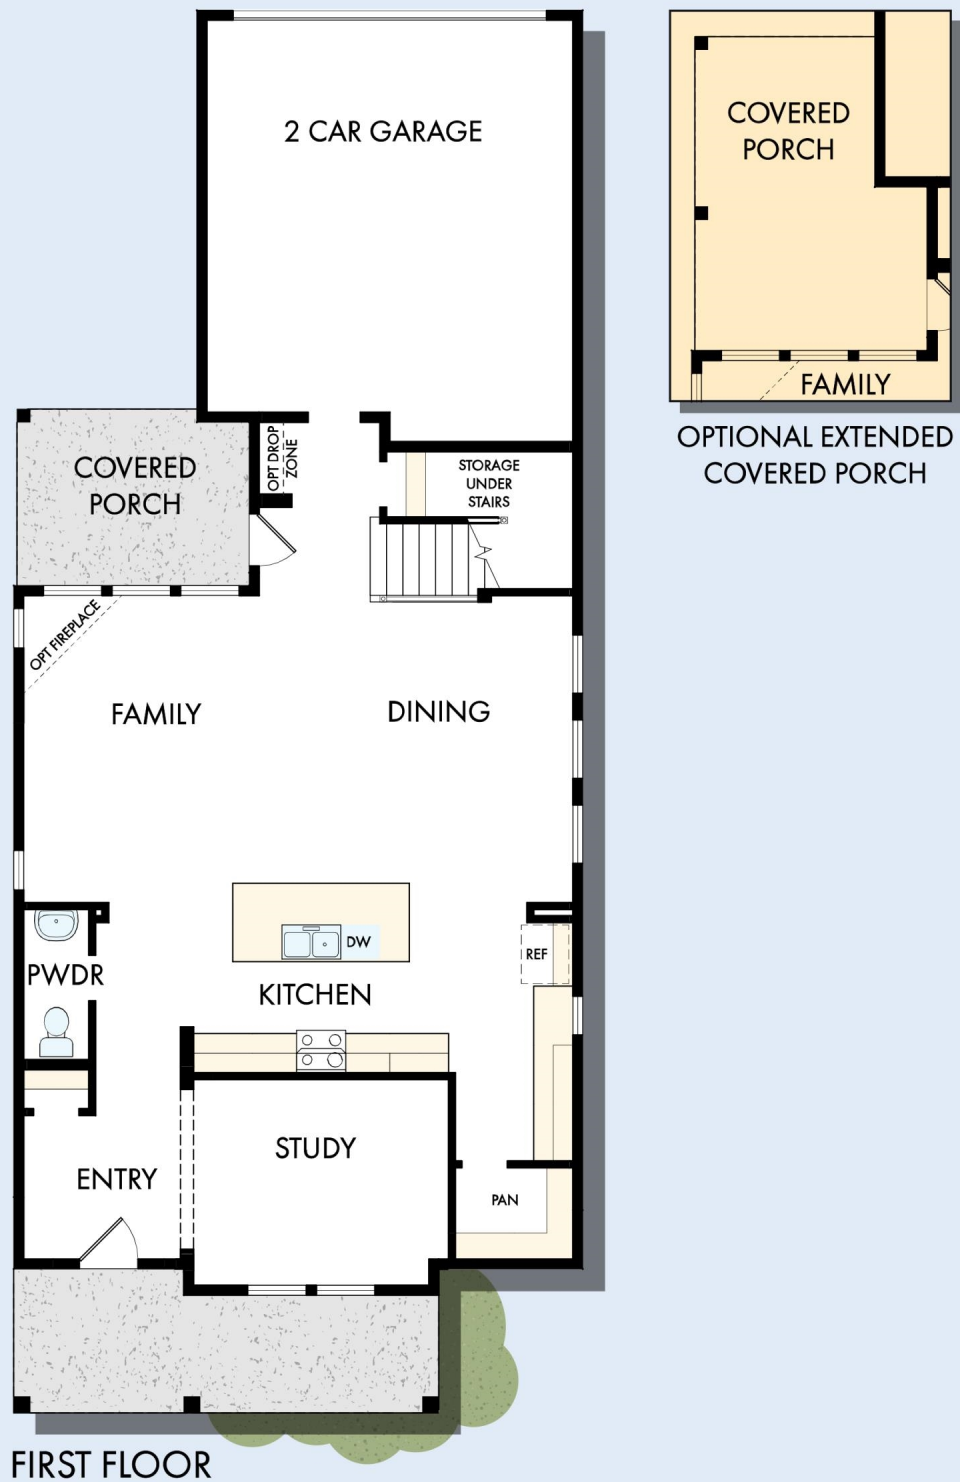 2 CAR GARAGE
COVERED
PORCH
FAMILY
OPTIONAL EXTENDED
COVERED PORCH
COVERED
PORCH
OPT DROP
ZONE
STORAGE
UNDER
STAIRS
OPT FIREPLACE
FAMILY
DINING
DW
REF
PWDR
KITCHEN
STUDY
ENTRY
PAN
FIRST FLOOR